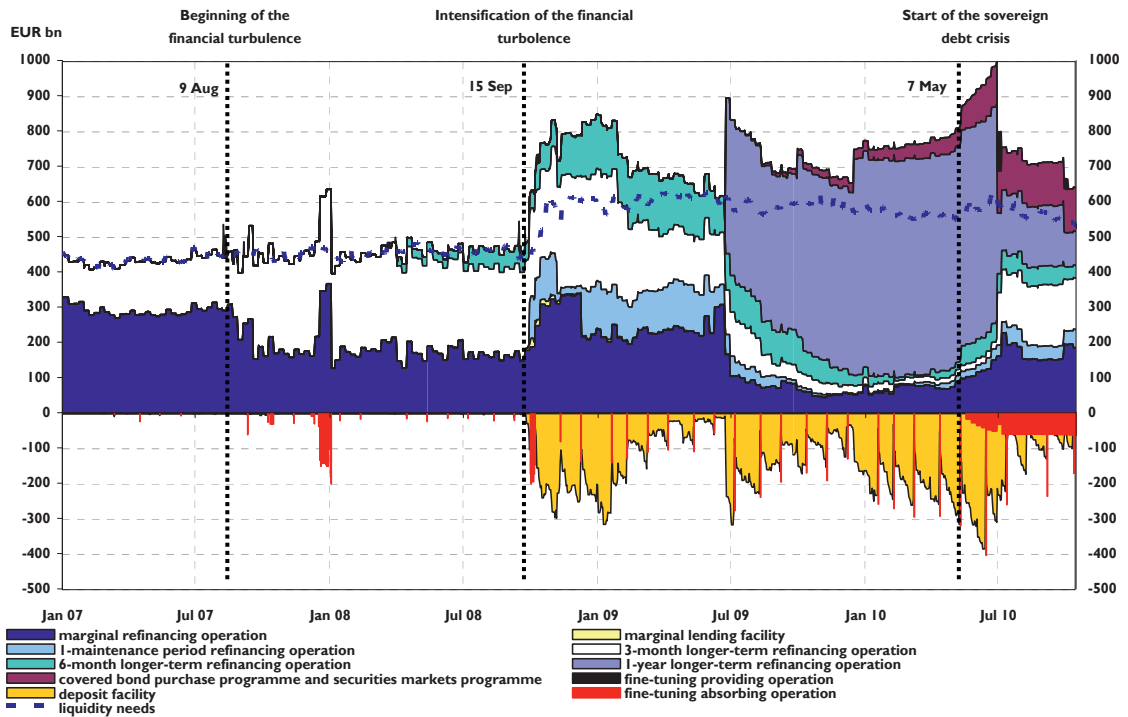 Beginning of the
financial turbulence
Intensification of the financial
turbolence
Start of the sovereign
debt crisis
EUR bn
9 Aug
15 Sep
7 May
1000
900
800
700
600
500
400
300
200
100
0
-100
-200
-300
-400
-500
1000
900
800
700
600
500
400
300
200
100
0
-100
-200
-300
-400
-500
Jan 07 Jul 07 Jan 08 Jul 08 Jan 09 Jul 09 Jan 10 Jul 10
marginal refinancing operation
1-maintenance period refinancing operation
6-month longer-term refinancing operation
covered bond purchase programme and securities markets programme
deposit facility
liquidity needs
marginal lending facility
3-month longer-term refinancing operation
1-year longer-term refinancing operation
fine-tuning providing operation
fine-tuning absorbing operation